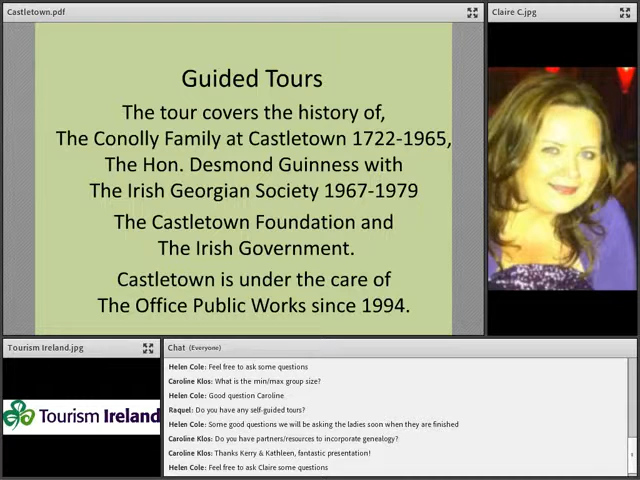 Castletown.pdf
Claire C.jpg
Guided Tours
The tour covers the history of,
The Conolly Family at Castletown 1722-1965,
The Hon. Desmond Guinness with
The Irish Georgian Society 1967-1979
The Castletown Foundation and
The Irish Government.
Castletown is under the care of
The Office Public Works since 1994.
Tourism Ireland.jpg
Tourism Ireland
Chat (Everyone)
Helen Cole: Feel free to ask some questions
Caroline Klos: What is the min/max group size?
Helen Cole: Good question Caroline
Raquel: Do you have any self-guided tours?
Helen Cole: Some good questions we will be asking the ladies soon when they are finished
Caroline Klos: Do you have partners/resources to incorporate genealogy?
Caroline Klos: Thanks Kerry & Kathleen, fantastic presentation!
Helen Cole: Feel free to ask Claire some questions